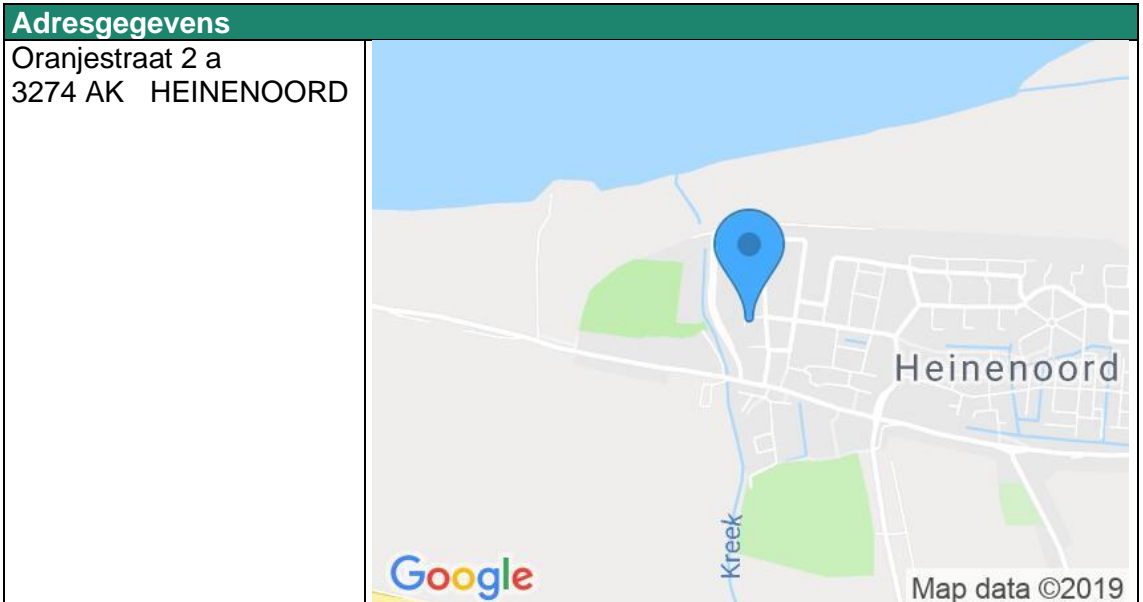 Adresgegevens
Oranjestraat 2 a
3274 AK HEINENOORD
Heinenoord
Kreek
Google
Map data ©2019